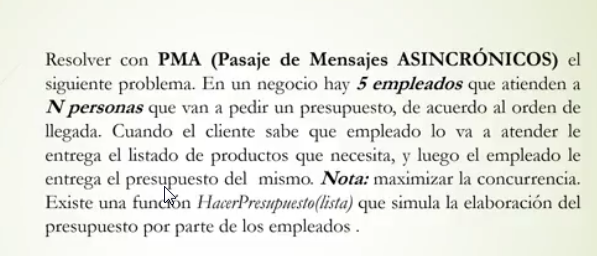 Resolver con PMA (Pasaje de Mensajes ASINCRÓNICOS) el
siguiente problema. En un negocio hay 5 empleados que atienden a
N personas que van a pedir un presupuesto, de acuerdo al orden de
llegada. Cuando el cliente sabe que empleado lo va a atender le
entrega el listado de productos que necesita, y luego el empleado le
entrega el presupuesto del mismo. Nota: maximizar la concurrencia.
Existe una función HacerPresupuesto(lista) que simula la elaboración del
presupuesto por parte de los empleados .